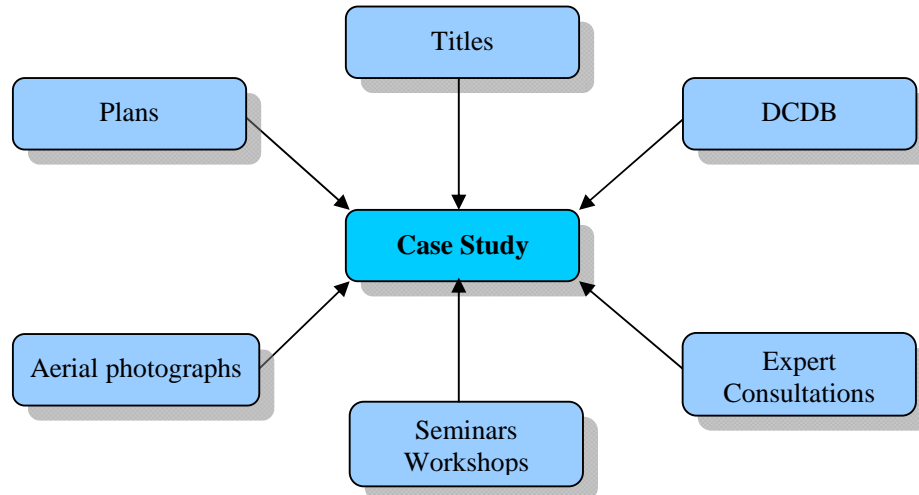 Titles
Plans
DCDB
Case Study
Aerial photographs
Expert
Consultations
Seminars
Workshops